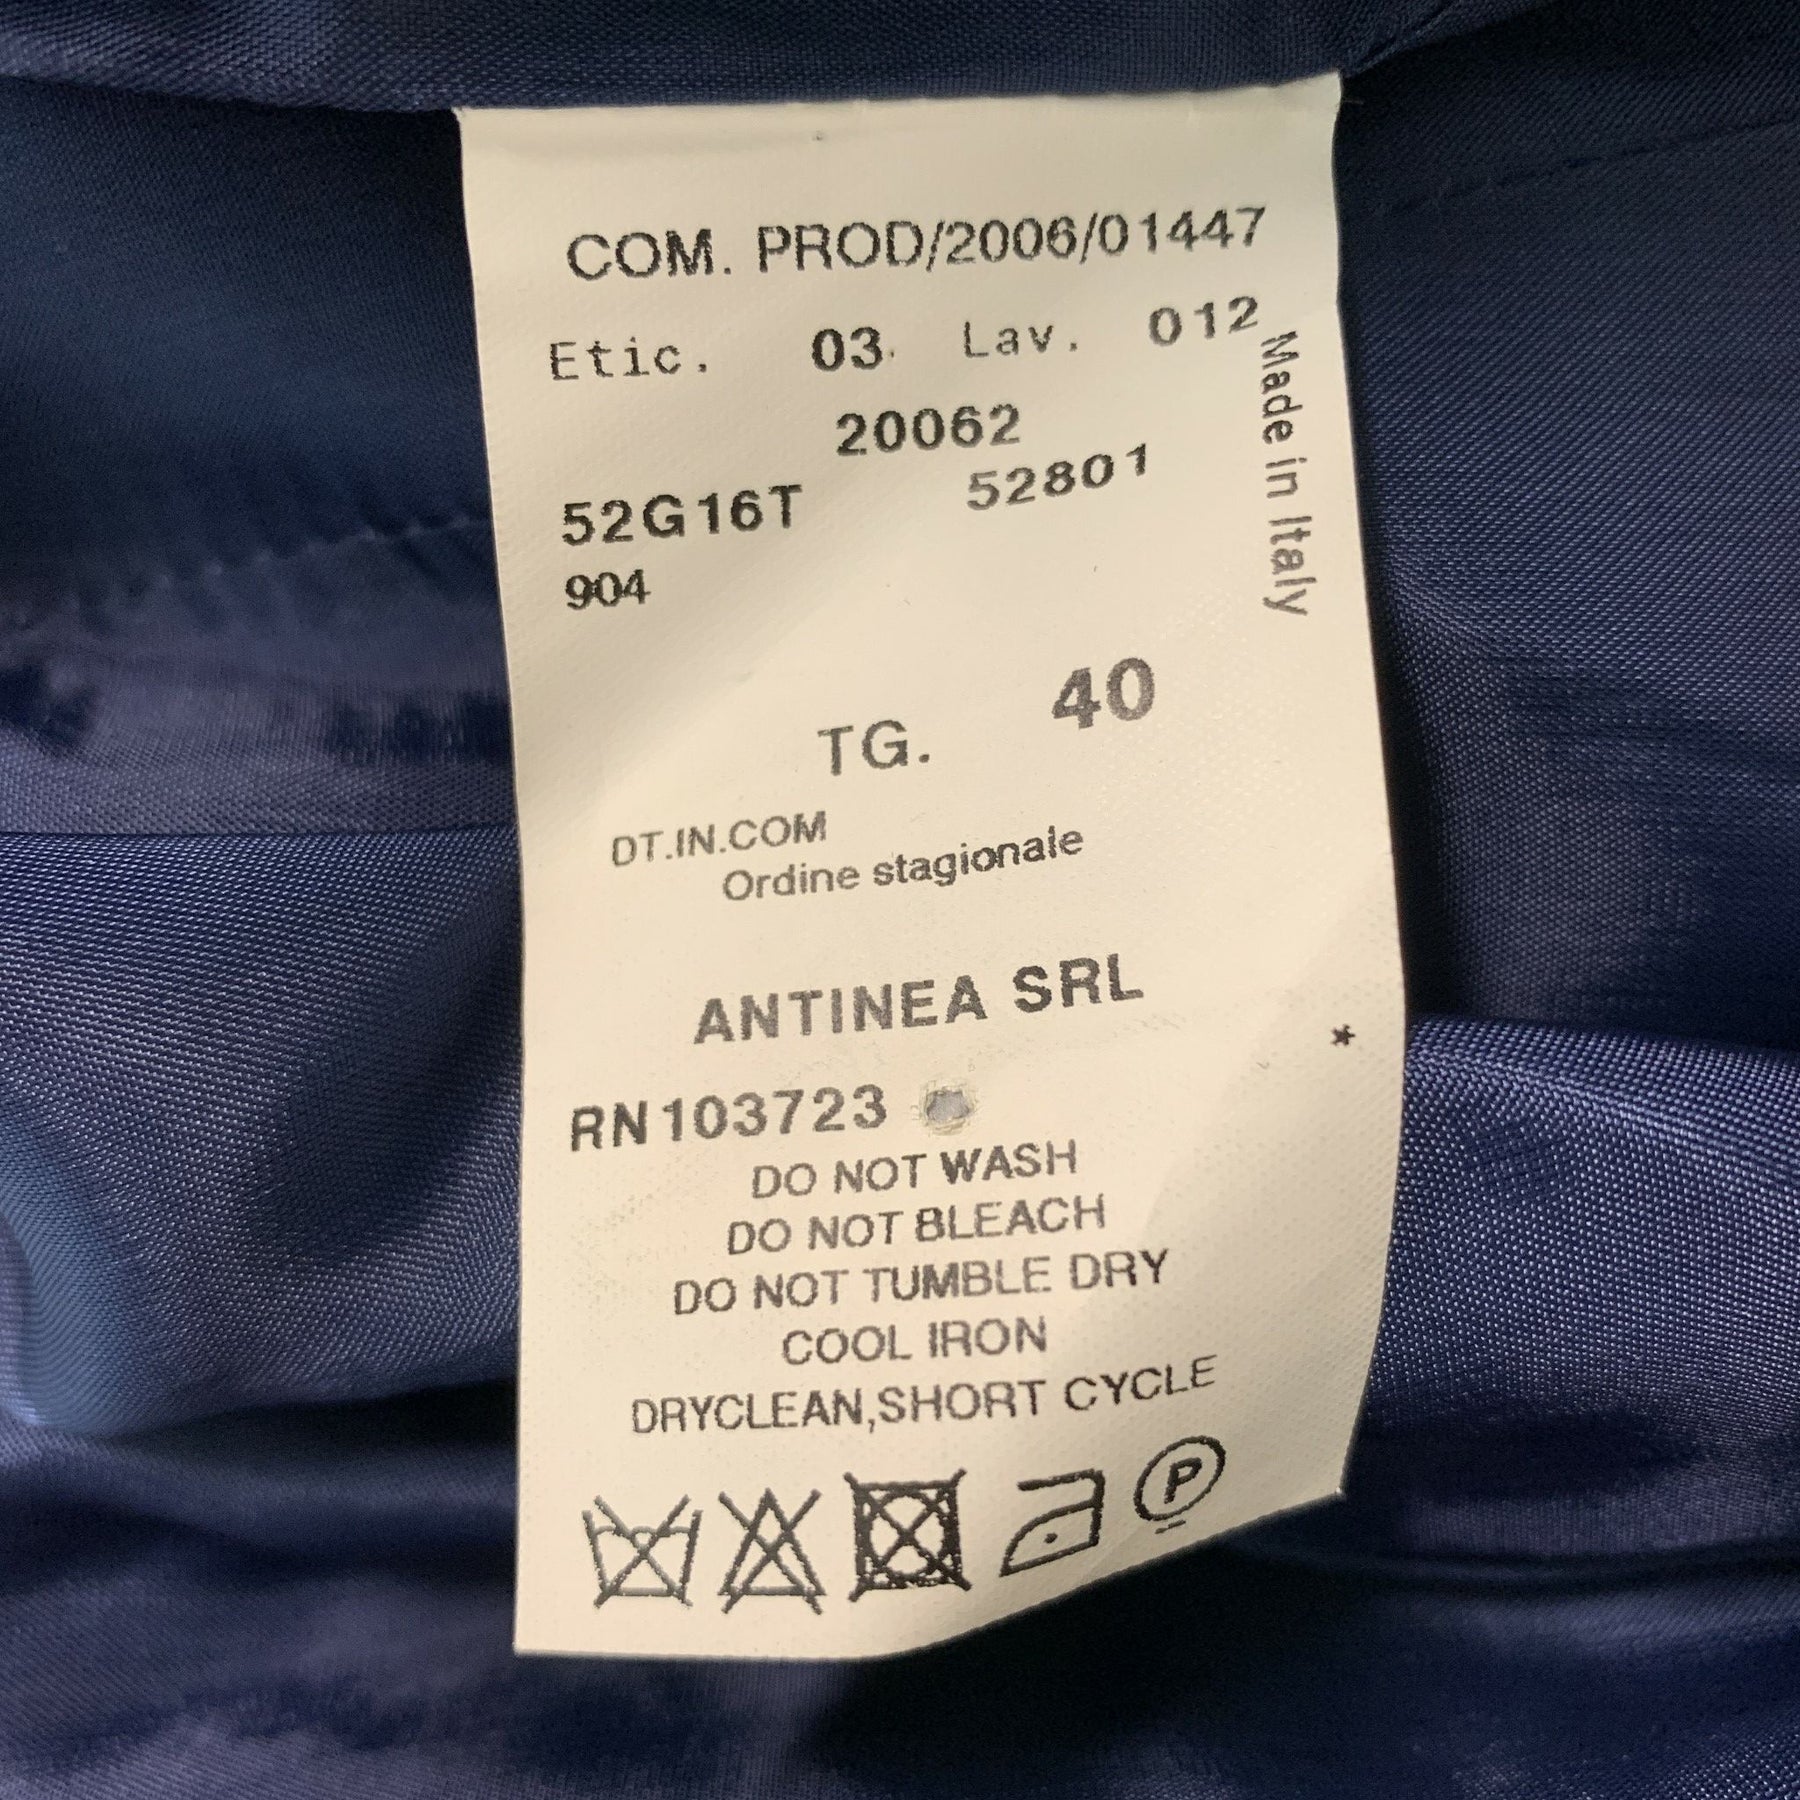 COM. PROD/2006/01447
Etic. 03 Lav. 012
20062
52G16T 52801
904
Made in Italy
TG. 40
DT.IN.COM
Ordine stagionale
ANTINEA SRL
*
RN103723
DO NOT WASH
DO NOT BLEACH
DO NOT TUMBLE DRY
COOL IRON
DRYCLEAN,SHORT CYCLE
P